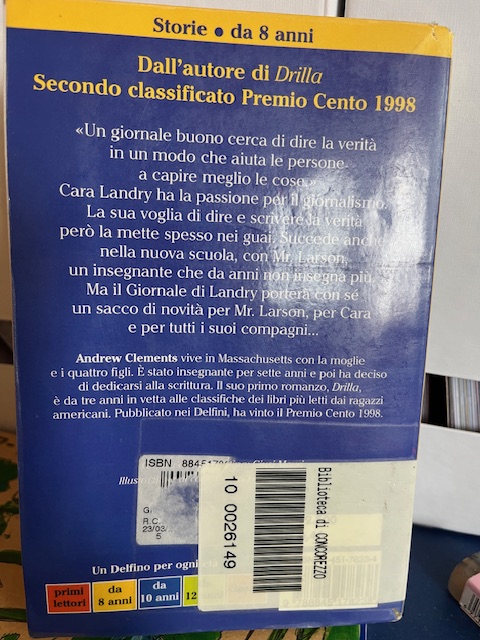 Storie • da 8 anni
Dall'autore di Drilla
Secondo classificato Premio Cento 1998
«Un giornale buono cerca di dire la verità
in un modo che aiuta le persone
a capire meglio le cose.»
Cara Landry ha la passione per il giornalismo.
La sua voglia di dire e scrivere la verità
però la mette spesso nei guai. Succede anche
nella nuova scuola, con Mr. Larson,
un insegnante che da anni non insegna più.
Ma il Giornale di Landry porterà con sé
un sacco di novità per Mr. Larson, per Cara
e per tutti i suoi compagni...
Andrew Clements vive in Massachusetts con la moglie
e i quattro figli. È stato insegnante per sette anni e poi ha deciso
di dedicarsi alla scrittura. Il suo primo romanzo, Drilla,
è da tre anni in vetta alle classifiche dei libri più letti dai ragazzi
americani. Pubblicato nei Delfini, ha vinto il Premio Cento 1998.
ISBN
R.C.
23/03/
5
10 0026149
Biblioteca di CONCOREZZO
Un Delfino per ogni
primi
lettori
da
8 anni
da
10 anni
12